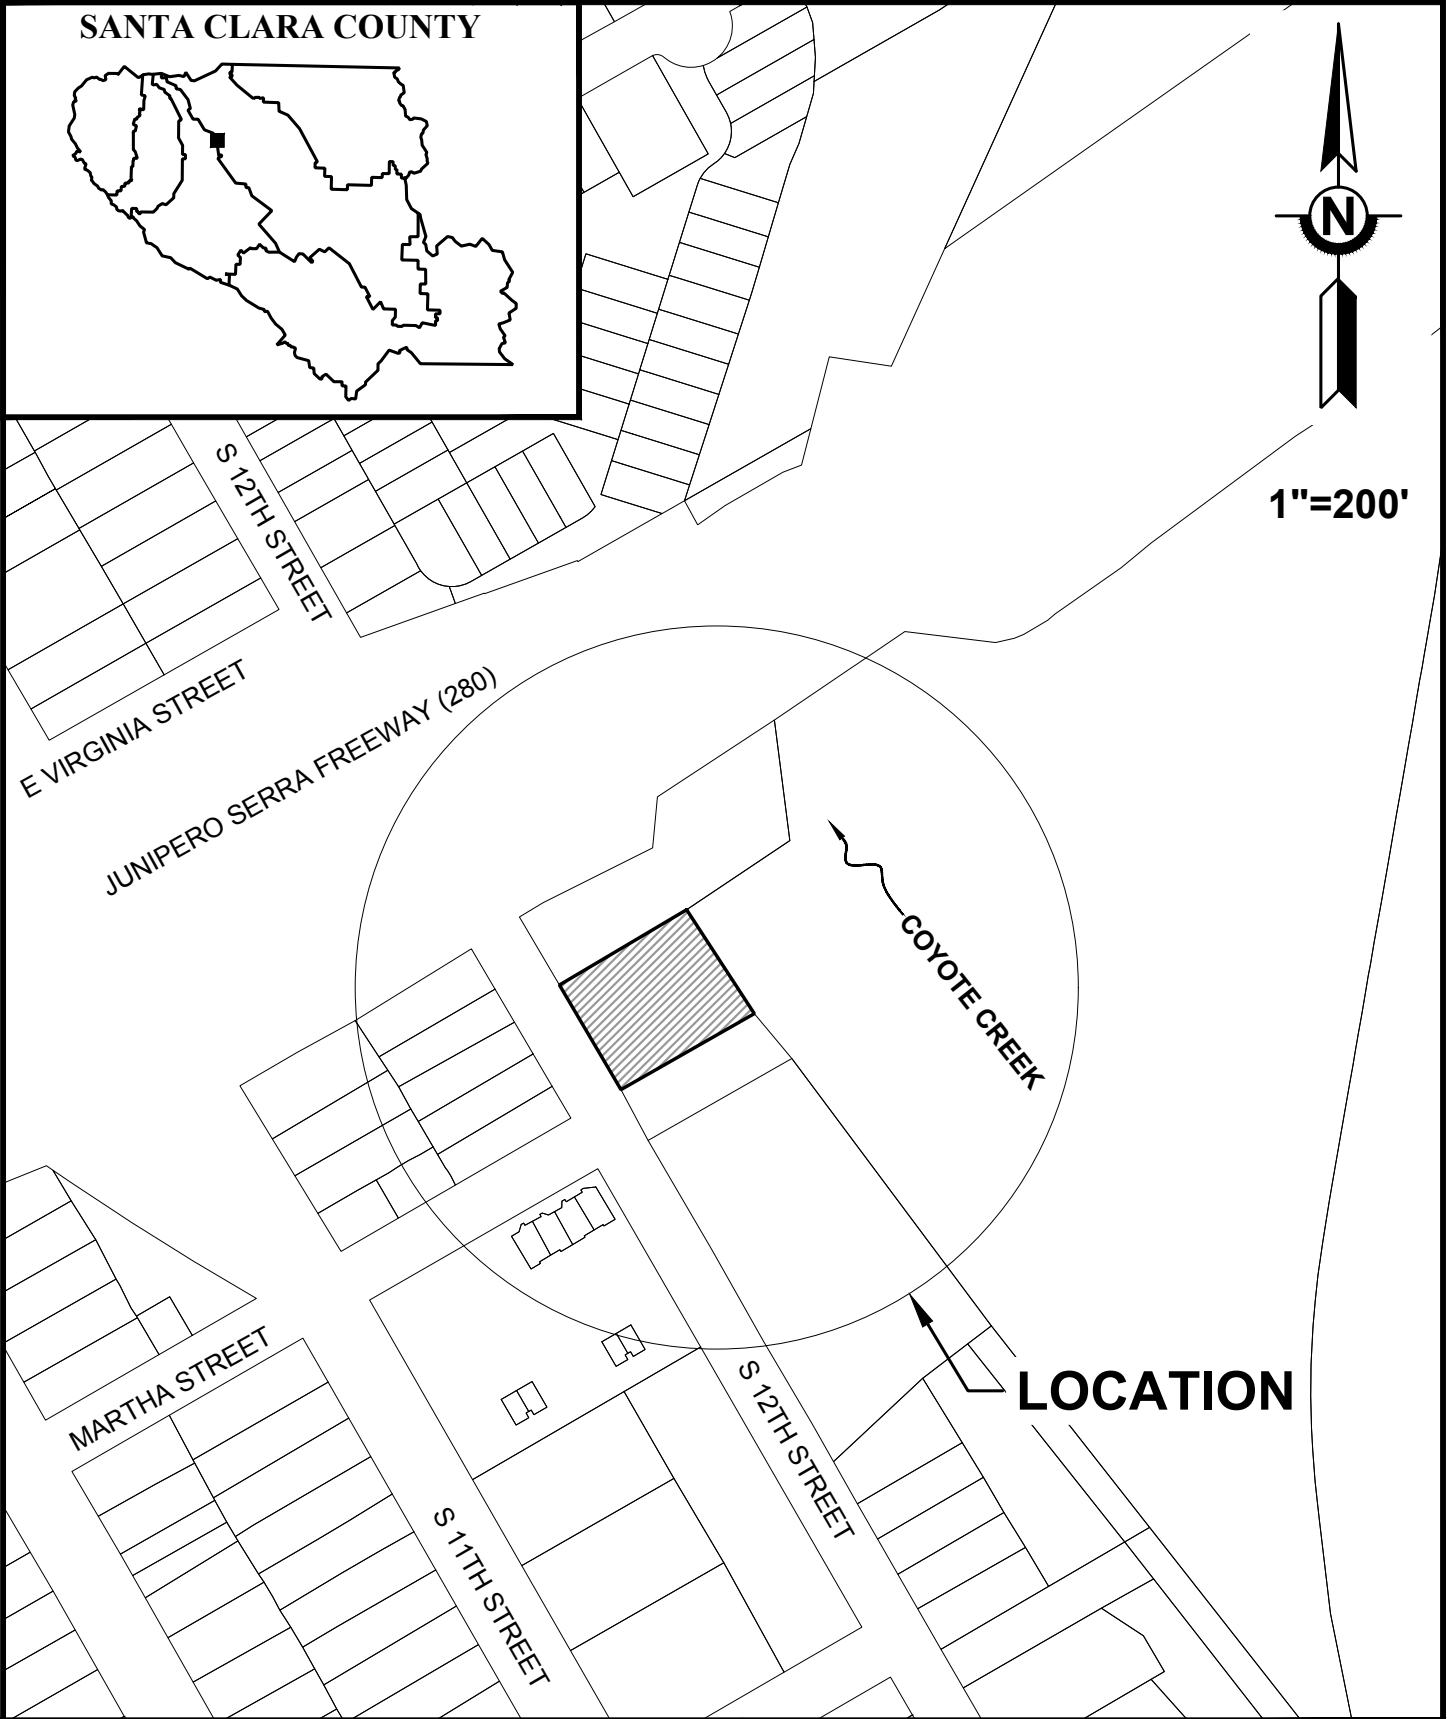 SANTA CLARA COUNTY
N
1"=200'
S 12TH STREET
E VIRGINIA STREET
JUNIPERO SERRA FREEWAY (280)
COYOTE CREEK
MARTHA STREET
LOCATION
S 12TH STREET
S 11TH STREET